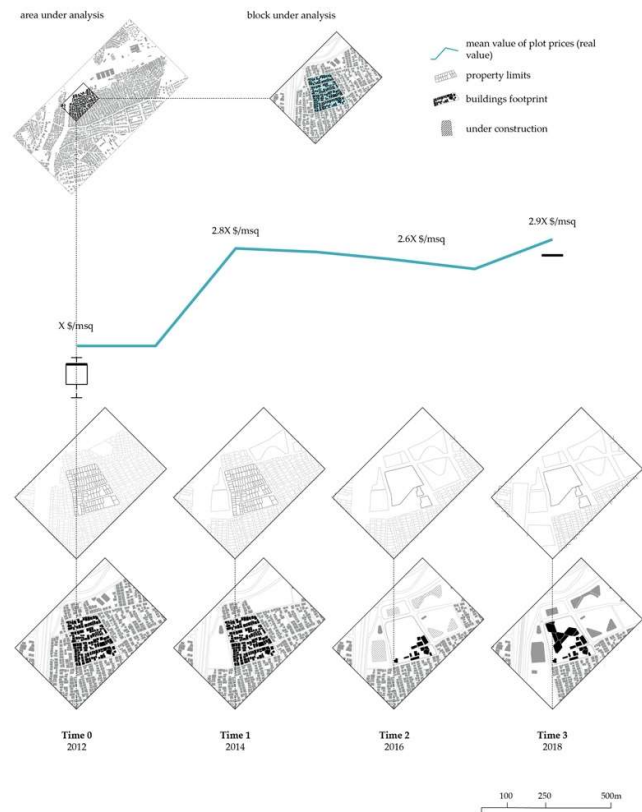 area under analysis
block under analysis
mean value of plot prices (real
value)
property limits
buildings footprint
under construction
2.9X $/msq
2.8X $/msq
2.6X $/msq
X $/msq
Time 0
2012
Time 1
2014
Time 2
2016
Time 3
2018
100 250 500m